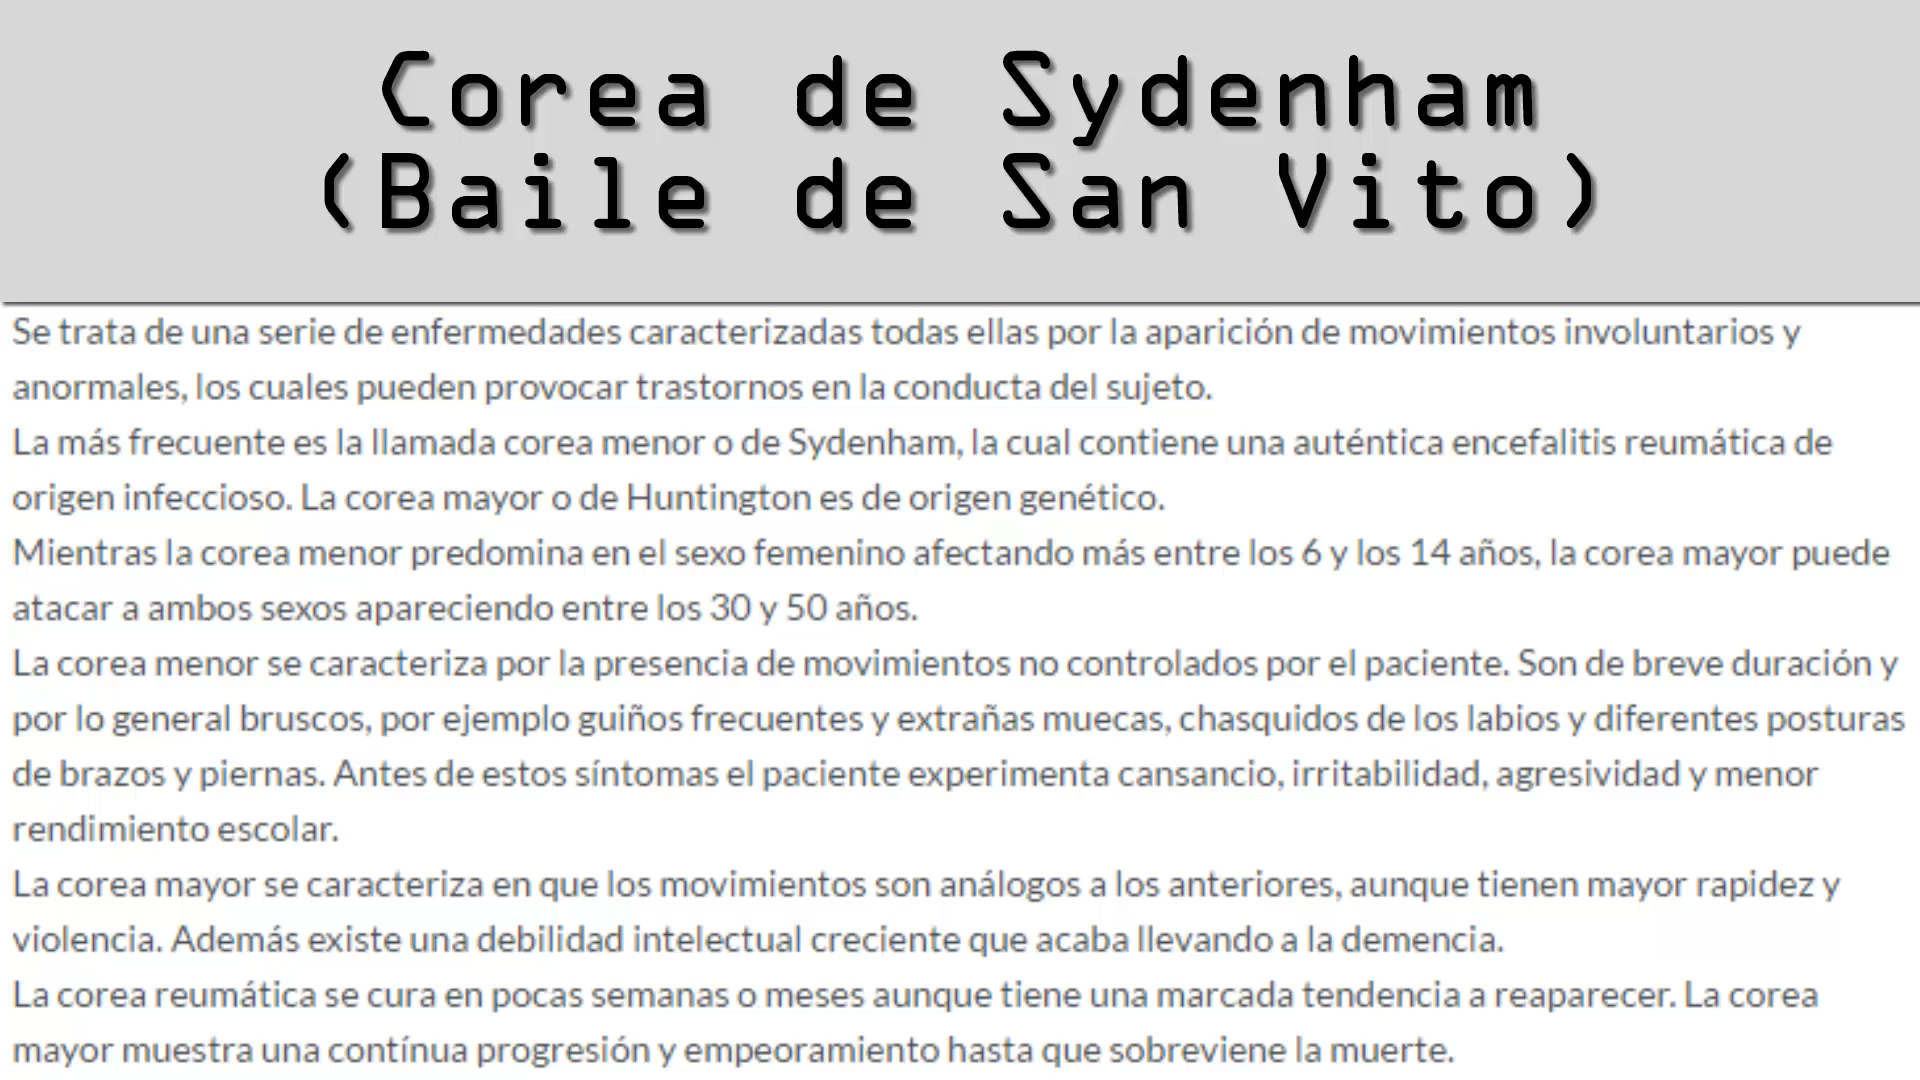 Corea de Sydenham
(Baile de San Vito)
Se trata de una serie de enfermedades caracterizadas todas ellas por la aparición de movimientos involuntarios y
anormales, los cuales pueden provocar trastornos en la conducta del sujeto.
La más frecuente es la llamada corea menor o de Sydenham, la cual contiene una auténtica encefalitis reumática de
origen infeccioso. La corea mayor o de Huntington es de origen genético.
Mientras la corea menor predomina en el sexo femenino afectando más entre los 6 y los 14 años, la corea mayor puede
atacar a ambos sexos apareciendo entre los 30 y 50 años.
La corea menor se caracteriza por la presencia de movimientos no controlados por el paciente. Son de breve duración y
por lo general bruscos, por ejemplo guiños frecuentes y extrañas muecas, chasquidos de los labios y diferentes posturas
de brazos y piernas. Antes de estos síntomas el paciente experimenta cansancio, irritabilidad, agresividad y menor
rendimiento escolar.
La corea mayor se caracteriza en que los movimientos son análogos a los anteriores, aunque tienen mayor rapidez y
violencia. Además existe una debilidad intelectual creciente que acaba llevando a la demencia.
La corea reumática se cura en pocas semanas o meses aunque tiene una marcada tendencia a reaparecer. La corea
mayor muestra una contínua progresión y empeoramiento hasta que sobreviene la muerte.